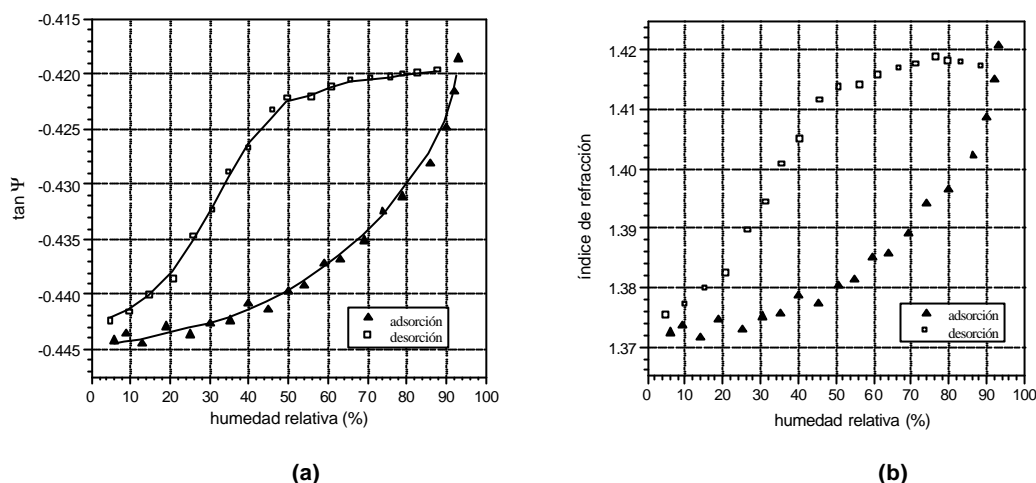 -0.415
-0.420
-0.425
-0.430
-0.435
-0.440
-0.445
tan Ψ
0 10 20 30 40 50 60 70 80 90 100
humedad relativa (%)
adsorción
desorción
(a)
1.42
1.41
1.40
1.39
1.38
1.37
índice de refracción
0 10 20 30 40 50 60 70 80 90 100
humedad relativa (%)
adsorción
desorción
(b)